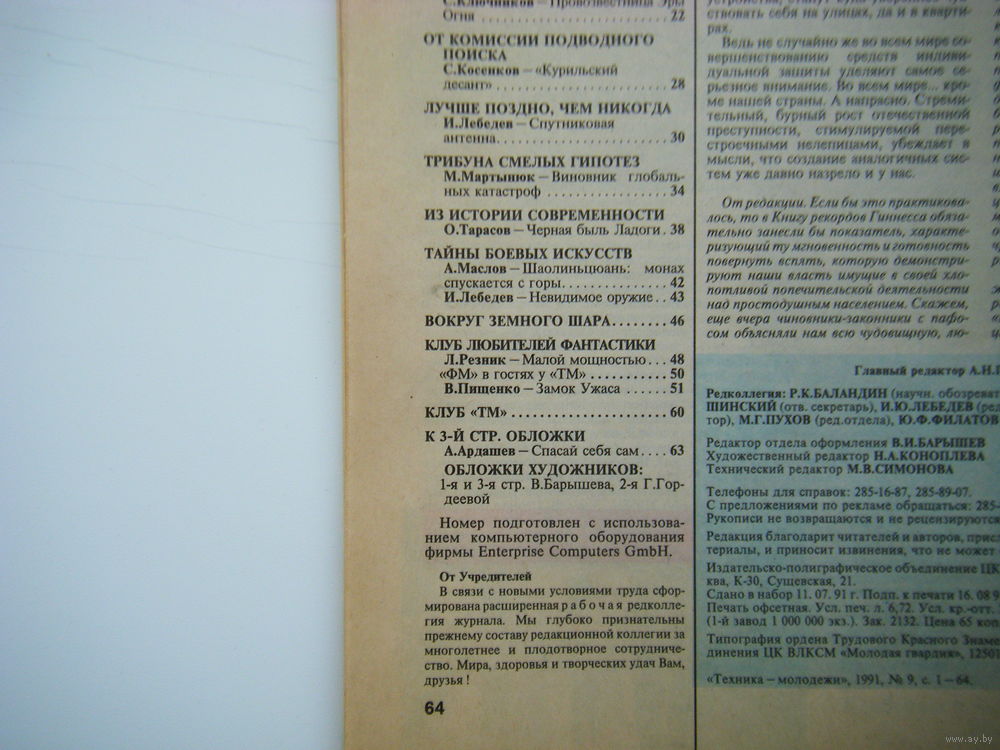 С.Ключников — Провозвестница Эры
Огня . . . . . . . . . . . . . . . . . . . . 22
ОТ КОМИССИИ ПОДВОДНОГО
ПОИСКА
С.Косенков — «Курильский
десант» . . . . . . . . . . . . . . . . . . 28
ЛУЧШЕ ПОЗДНО, ЧЕМ НИКОГДА
И.Лебедев — Спутниковая
антенна. . . . . . . . . . . . . . . . . . 30
ТРИБУНА СМЕЛЫХ ГИПОТЕЗ
М.Мартынюк — Виновник глобаль-
ных катастроф . . . . . . . . . . . . . 34
ИЗ ИСТОРИИ СОВРЕМЕННОСТИ
О.Тарасов — Черная быль Ладоги . 38
ТАЙНЫ БОЕВЫХ ИСКУССТВ
А.Маслов — Шаолиньцюань: монах
спускается с горы. . . . . . . . . . . . 42
И.Лебедев — Невидимое оружие . . 43
ВОКРУГ ЗЕМНОГО ШАРА. . . . . . . . 46
КЛУБ ЛЮБИТЕЛЕЙ ФАНТАСТИКИ
Л.Резник — Малой мощностью . . . 48
«ФМ» в гостях у «ТМ» . . . . . . . . . . 50
В.Пищенко — Замок Ужаса . . . . . . 51
КЛУБ «ТМ» . . . . . . . . . . . . . . . . . . 60
К 3-Й СТР. ОБЛОЖКИ
А.Ардашев — Спасай себя сам . . . . 63
ОБЛОЖКИ ХУДОЖНИКОВ:
1-я и 3-я стр. В.Барышева, 2-я Г.Гор-
деевой
Номер подготовлен с использова-
нием компьютерного оборудования
фирмы Enterprise Computers GmbH.
От Учредителей
В связи с новыми условиями труда сфор-
мирована расширенная р а б о ч а я редколле-
гия журнала. Мы глубоко признательны
прежнему составу редакционной коллегии за
многолетнее и плодотворное сотрудниче-
ство. Мира, здоровья и творческих удач Вам,
друзья !
64
ствовать себя на улицах, да и в кварти-
рах.
Ведь не случайно же во всем мире со-
вершенствованию средств индиви-
дуальной защиты уделяют самое се-
рьезное внимание. Во всем мире... кро-
ме нашей страны. А напрасно. Стреми-
тельный, бурный рост отечественной
преступности, стимулируемой пере-
строечными нелепицами, убеждает в
мысли, что создание аналогичных сис-
тем уже давно назрело и у нас.
От редакции. Если бы это практикова-
лось, то в Книгу рекордов Гиннесса обяза-
тельно занесли бы показатель, характе-
ризующий ту мгновенность и готовность
повернуть вспять, которую демонстри-
руют наши власть имущие в своей хло-
потливой попечительской деятельности
над простодушным населением. Скажем,
еще вчера чиновники-законники с пафо-
сом объясняли нам всю чудовищную, лю-
Главный редактор А.Н.
Редколлегия: Р.К.БАЛАНДИН (научн. обозреват
ШИНСКИЙ (отв. секретарь), И.Ю.ЛЕБЕДЕВ (ред
тор), М.Г.ПУХОВ (ред.отдела), Ю.Ф.ФИЛАТОВ
Редактор отдела оформления В.И.БАРЫШЕВ
Художественный редактор Н.А.КОНОПЛЕВА
Технический редактор М.В.СИМОНОВА
Телефоны для справок: 285-16-87, 285-89-07.
С предложениями по рекламе обращаться: 285-
Рукописи не возвращаются и не рецензируются
Редакция благодарит читателей и авторов, присл
териалы, и приносит извинения, что не может
Издательско-полиграфическое объединение ЦК
ква, К-30, Сущевская, 21.
Сдано в набор 11. 07. 91 г. Подп. к печати 16. 08 9
Печать офсетная. Усл. печ. л. 6,72. Усл. кр.-отт.
(1-й завод 1 000 000 экз.). Зак. 2132. Цена 65 коп
Типография ордена Трудового Красного Знаме
динения ЦК ВЛКСМ «Молодая гвардия», 12503
«Техника — молодежи», 1991, № 9, с. 1 — 64.
www.ay.by